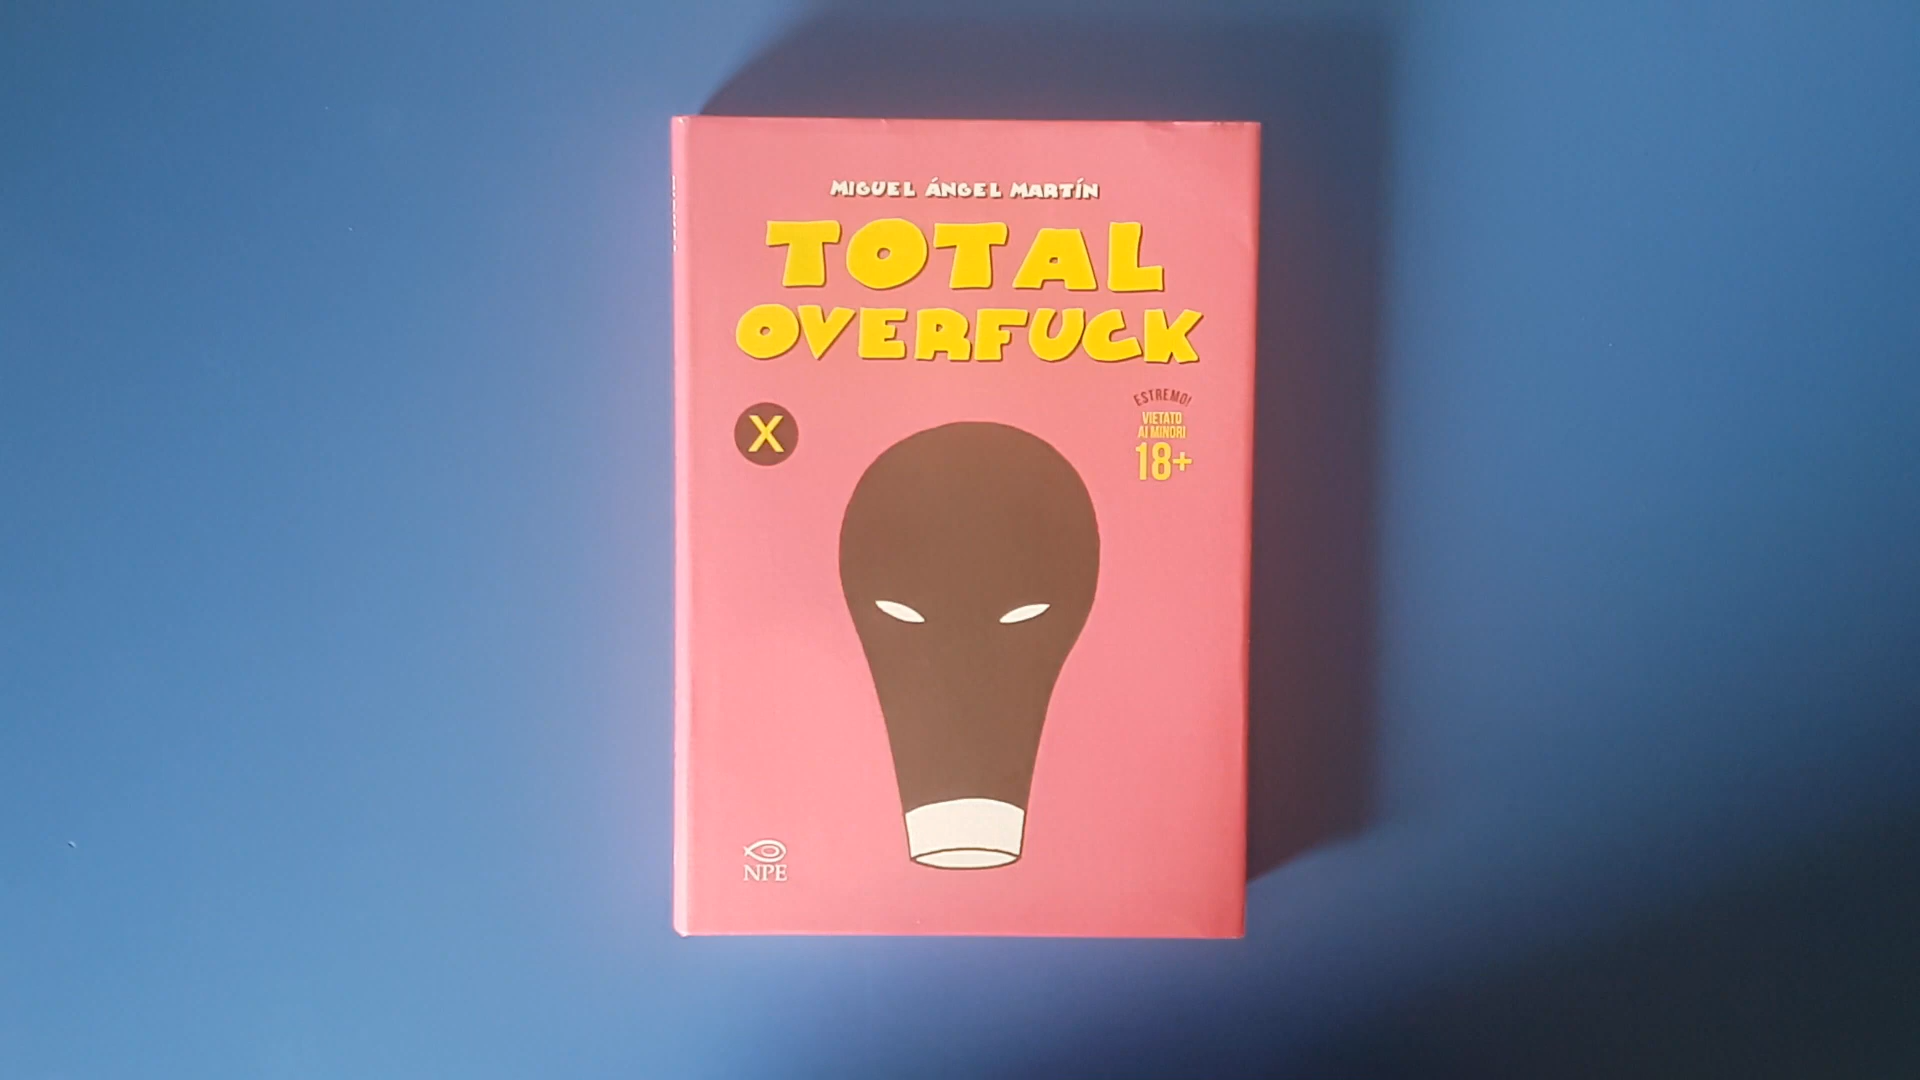 MIGUEL ÁNGEL MARTÍN
TOTAL
OVERFUCK
X
ESTREMO!
VIETATO
AI MINORI
18+
NPE